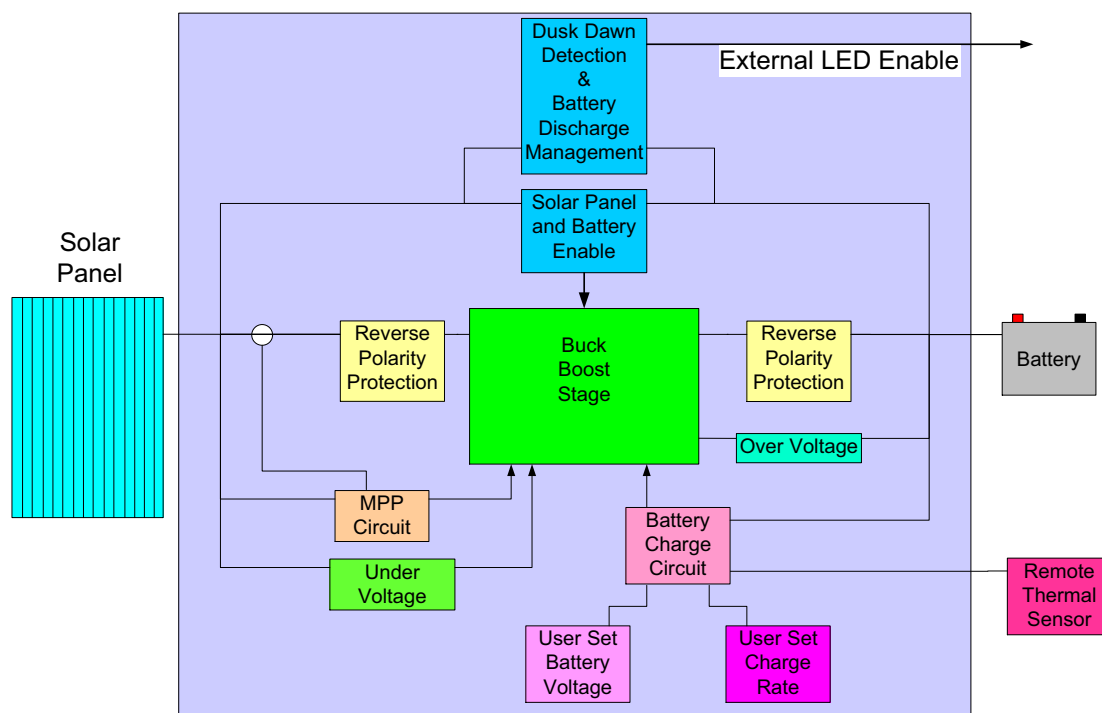 Dusk Dawn
Detection
&
Battery
Discharge
Management
External LED Enable
Solar Panel
and Battery
Enable
Solar
Panel
Reverse
Polarity
Protection
Buck
Boost
Stage
Reverse
Polarity
Protection
Battery
Over Voltage
MPP
Circuit
Battery
Charge
Circuit
Under
Voltage
Remote
Thermal
Sensor
User Set
Battery
Voltage
User Set
Charge
Rate